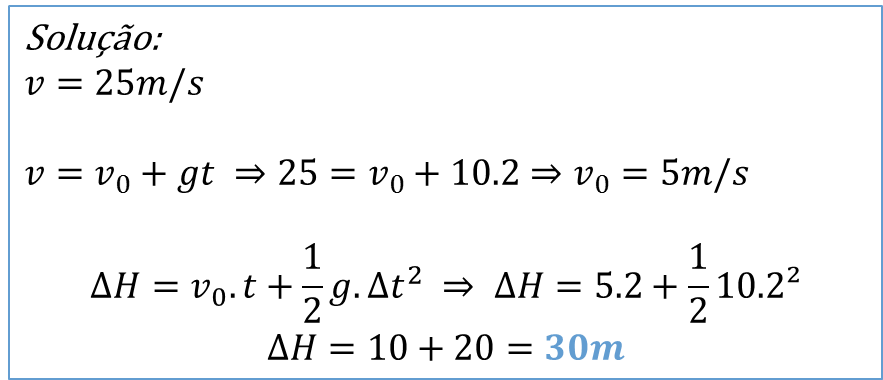 Solução:
v = 25m/s
v = v₀ + gt ⇒ 25 = v₀ + 10.2 ⇒ v₀ = 5m/s
ΔH = v₀.t + 1/2 g.Δt² ⇒ ΔH = 5.2 + 1/2 10.2²
ΔH = 10 + 20 = 30m